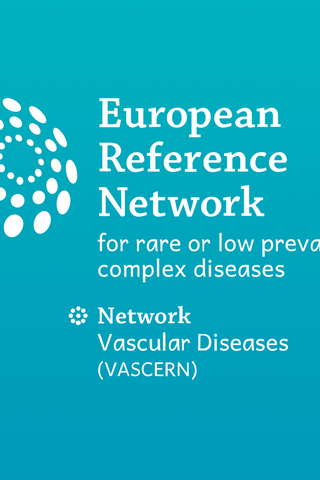 European
Reference
Network
for rare or low preva
complex diseases
Network
Vascular Diseases
(VASCERN)